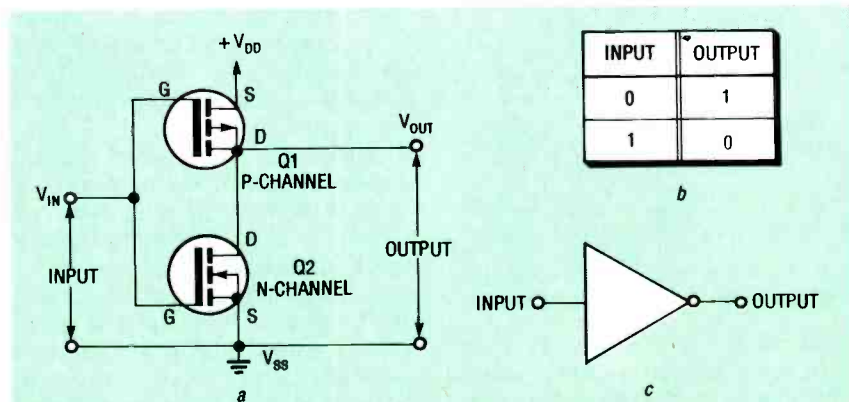 +VDD
G
S
D
VOUT
Q1
P-CHANNEL
VIN
D
INPUT
Q2
N-CHANNEL
OUTPUT
G
S
VSS
a
INPUT OUTPUT
0 1
1 0
b
INPUT OUTPUT
c